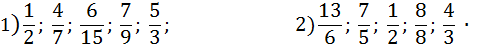 1) 1/2; 4/7; 6/15; 7/9; 5/3; 2) 13/6; 7/5; 1/2; 8/8; 4/3 ·